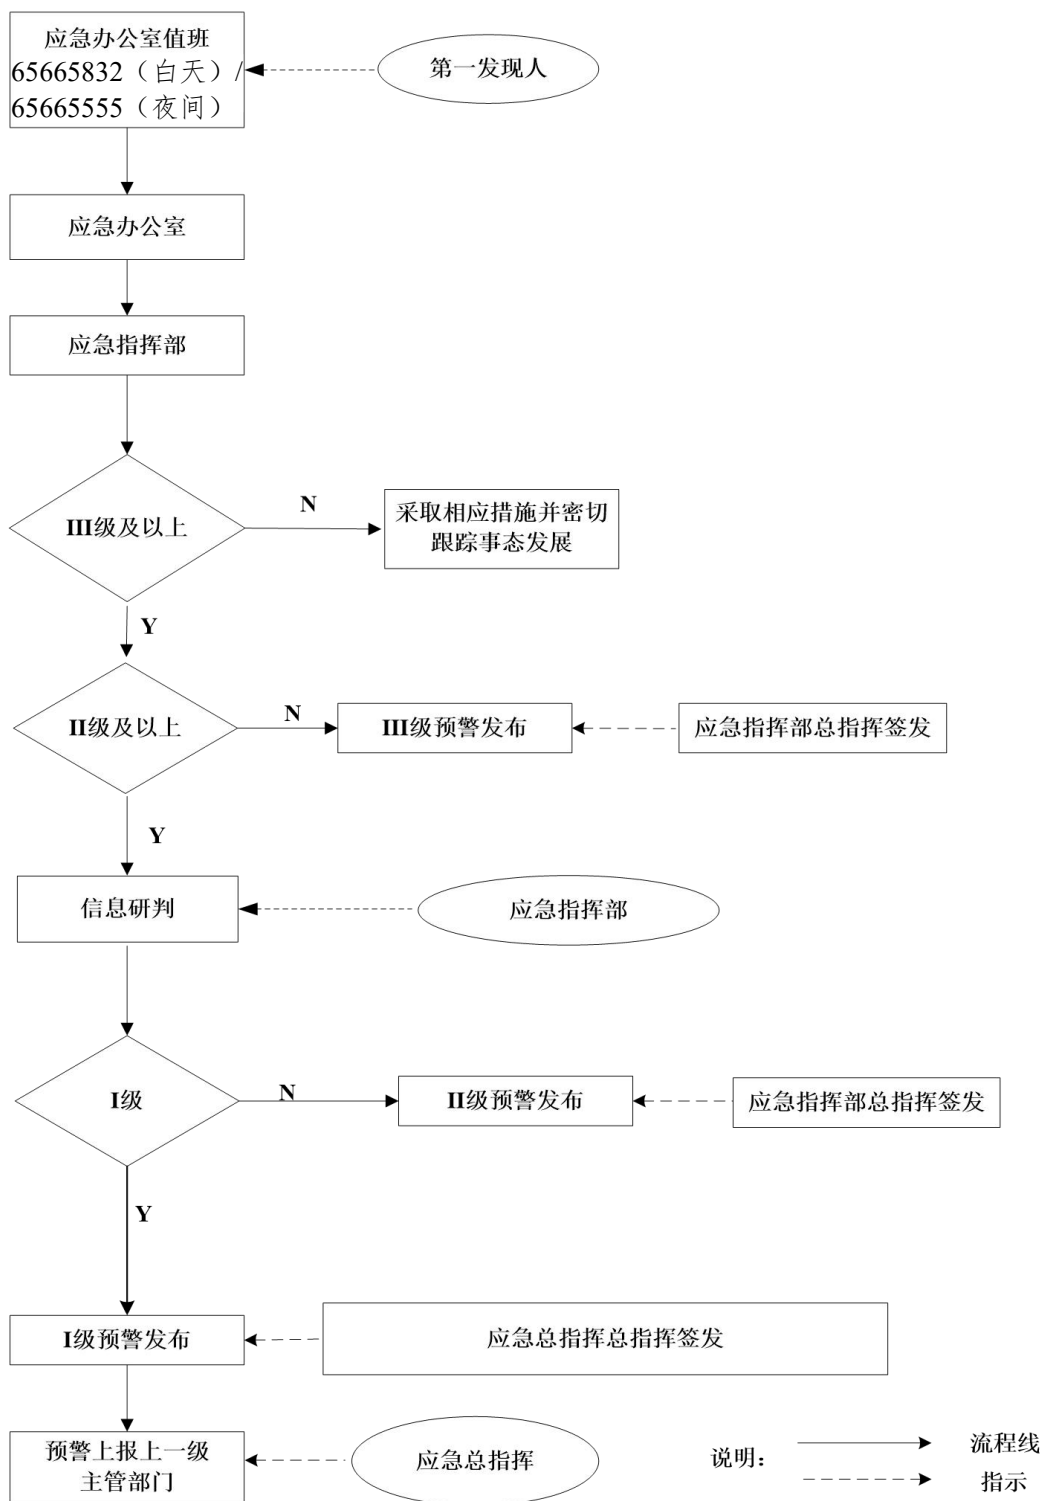 应急办公室值班
65665832（白天）/
65665555（夜间）
第一发现人
应急办公室
应急指挥部
III级及以上
N
采取相应措施并密切
跟踪事态发展
Y
II级及以上
N
III级预警发布
应急指挥部总指挥签发
Y
信息研判
应急指挥部
I级
N
II级预警发布
应急指挥部总指挥签发
Y
I级预警发布
应急总指挥总指挥签发
预警上报上一级
主管部门
应急总指挥
说明：
流程线
指示